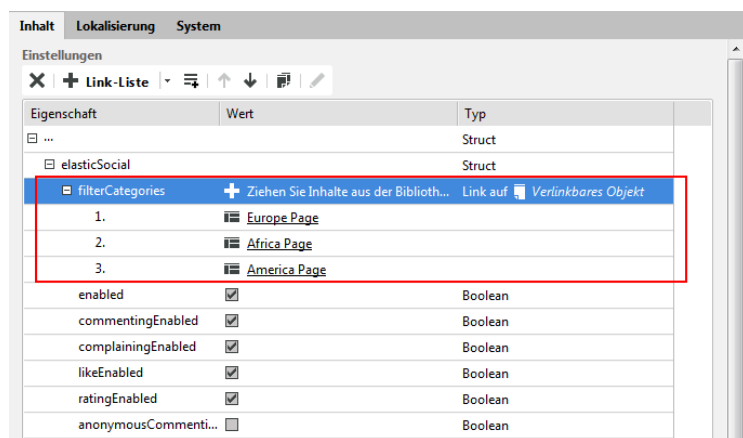 Inhalt Lokalisierung System
Einstellungen
Link-Liste
Eigenschaft Wert Typ
... Struct
elasticSocial Struct
filterCategories Ziehen Sie Inhalte aus der Biblioth... Link auf Verlinkbares Objekt
1. Europe Page
2. Africa Page
3. America Page
enabled Boolean
commentingEnabled Boolean
complainingEnabled Boolean
likeEnabled Boolean
ratingEnabled Boolean
anonymousCommenti... Boolean